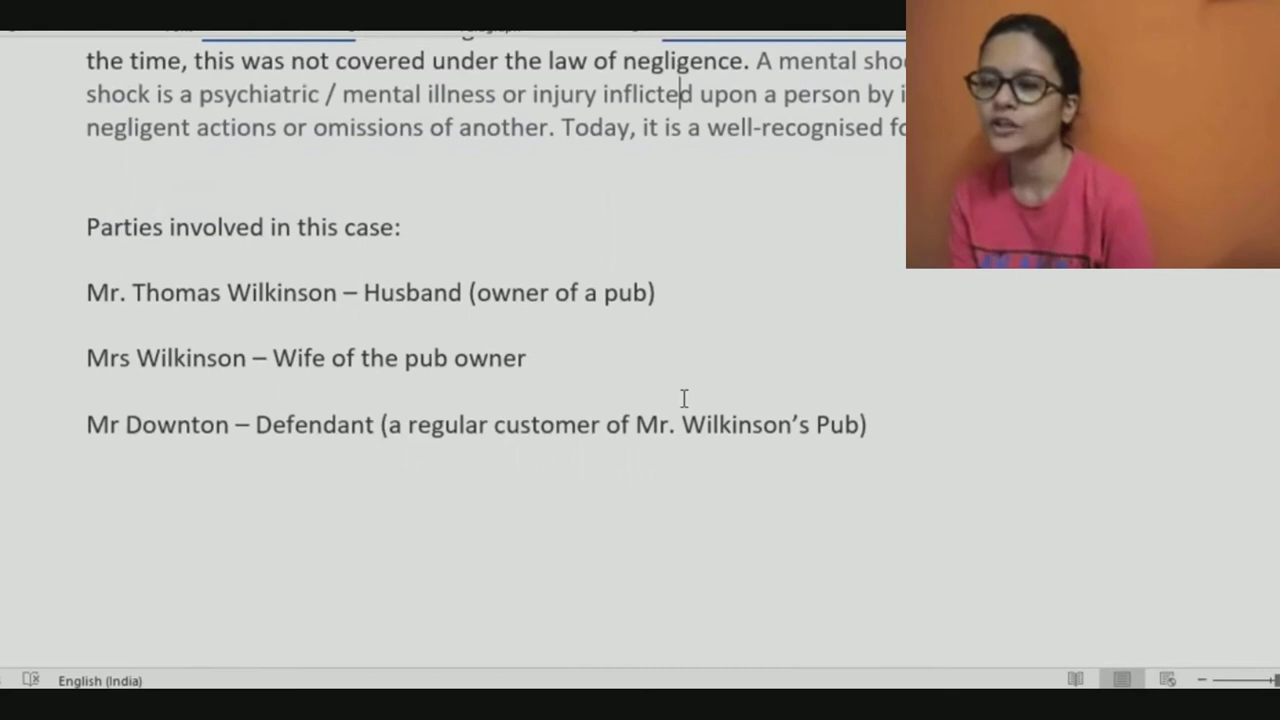 the time, this was not covered under the law of negligence. A mental
shock is a psychiatric / mental illness or injury inflicted upon a person by
negligent actions or omissions of another. Today, it is a well-recognised
Parties involved in this case:
Mr. Thomas Wilkinson – Husband (owner of a pub)
Mrs Wilkinson – Wife of the pub owner
Mr Downton – Defendant (a regular customer of Mr. Wilkinson's Pub)
English (India)